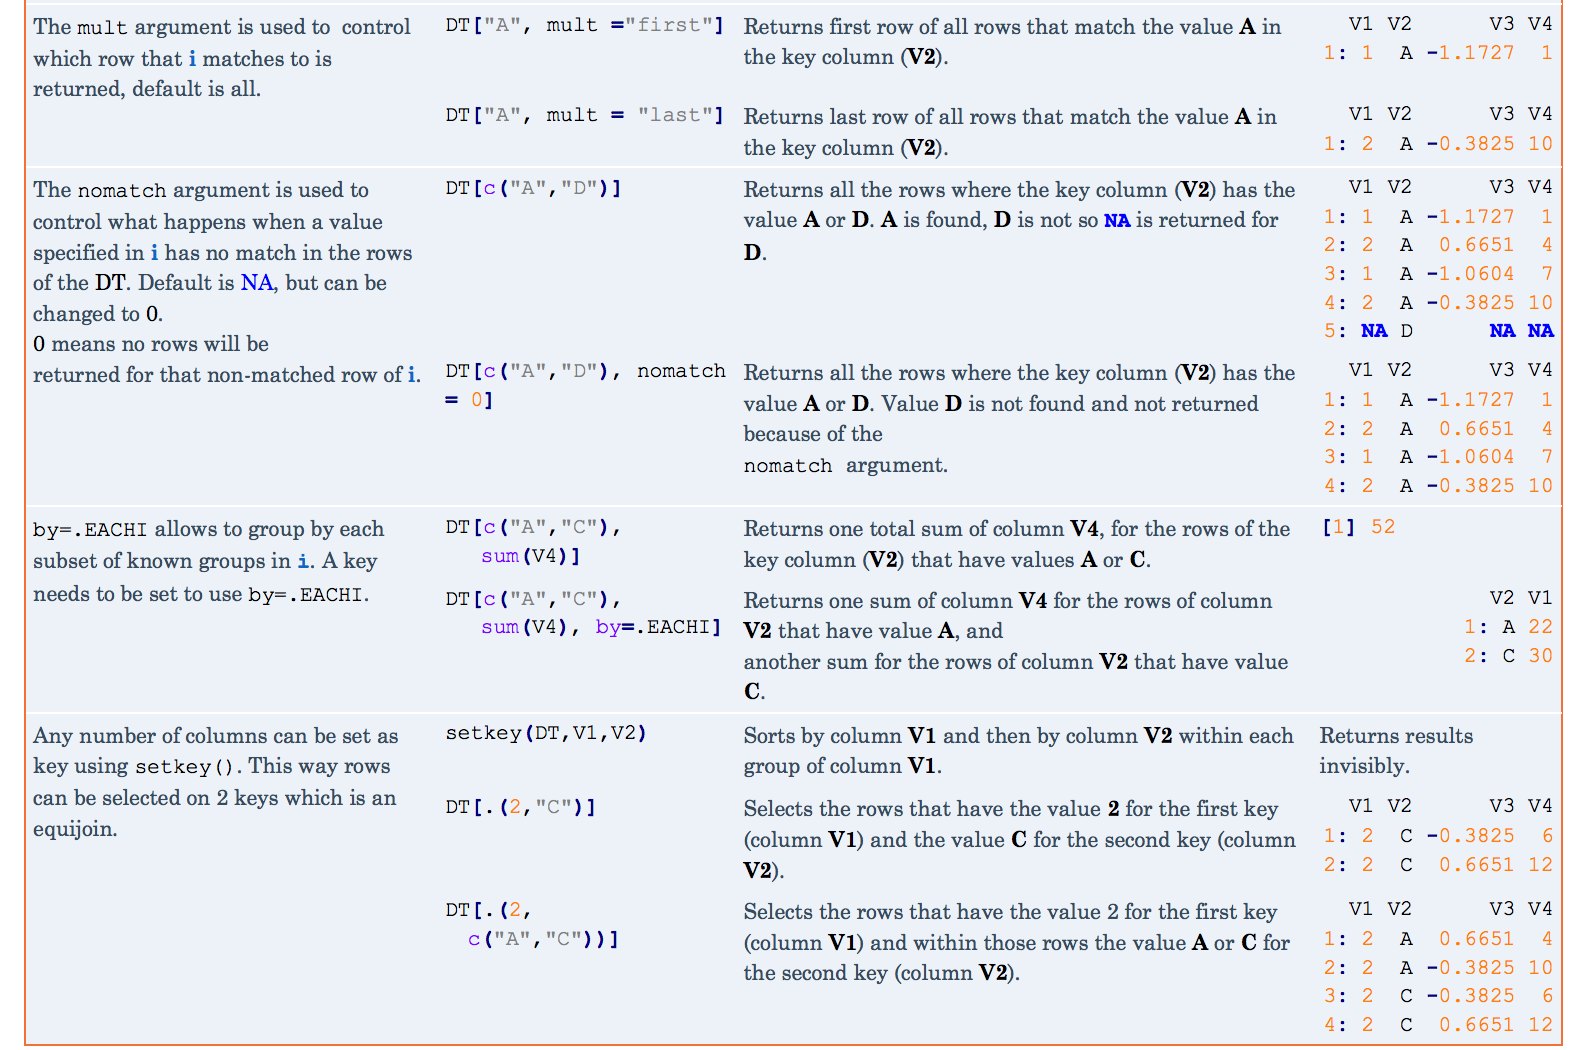 The mult argument is used to control
which row that i matches to is
returned, default is all.
DT["A", mult ="first"]
Returns first row of all rows that match the value A in
the key column (V2).
V1 V2 V3 V4
1: 1 A -1.1727 1
DT["A", mult = "last"]
Returns last row of all rows that match the value A in
the key column (V2).
V1 V2 V3 V4
1: 2 A -0.3825 10
The nomatch argument is used to
control what happens when a value
specified in i has no match in the rows
of the DT. Default is NA, but can be
changed to 0.
0 means no rows will be
returned for that non-matched row of i.
DT[c("A","D")]
Returns all the rows where the key column (V2) has the
value A or D. A is found, D is not so NA is returned for
D.
V1 V2 V3 V4
1: 1 A -1.1727 1
2: 2 A 0.6651 4
3: 1 A -1.0604 7
4: 2 A -0.3825 10
5: NA D NA NA
DT[c("A","D"), nomatch
= 0]
Returns all the rows where the key column (V2) has the
value A or D. Value D is not found and not returned
because of the
nomatch argument.
V1 V2 V3 V4
1: 1 A -1.1727 1
2: 2 A 0.6651 4
3: 1 A -1.0604 7
4: 2 A -0.3825 10
by=.EACHI allows to group by each
subset of known groups in i. A key
needs to be set to use by=.EACHI.
DT[c("A","C"),
sum(V4)]
Returns one total sum of column V4, for the rows of the
key column (V2) that have values A or C.
[1] 52
DT[c("A","C"),
sum(V4), by=.EACHI]
Returns one sum of column V4 for the rows of column
V2 that have value A, and
another sum for the rows of column V2 that have value
C.
V2 V1
1: A 22
2: C 30
Any number of columns can be set as
key using setkey(). This way rows
can be selected on 2 keys which is an
equijoin.
setkey(DT,V1,V2)
Sorts by column V1 and then by column V2 within each
group of column V1.
Returns results
invisibly.
DT[.(2,"C")]
Selects the rows that have the value 2 for the first key
(column V1) and the value C for the second key (column
V2).
V1 V2 V3 V4
1: 2 C -0.3825 6
2: 2 C 0.6651 12
DT[.(2,
c("A","C"))]
Selects the rows that have the value 2 for the first key
(column V1) and within those rows the value A or C for
the second key (column V2).
V1 V2 V3 V4
1: 2 A 0.6651 4
2: 2 A -0.3825 10
3: 2 C -0.3825 6
4: 2 C 0.6651 12